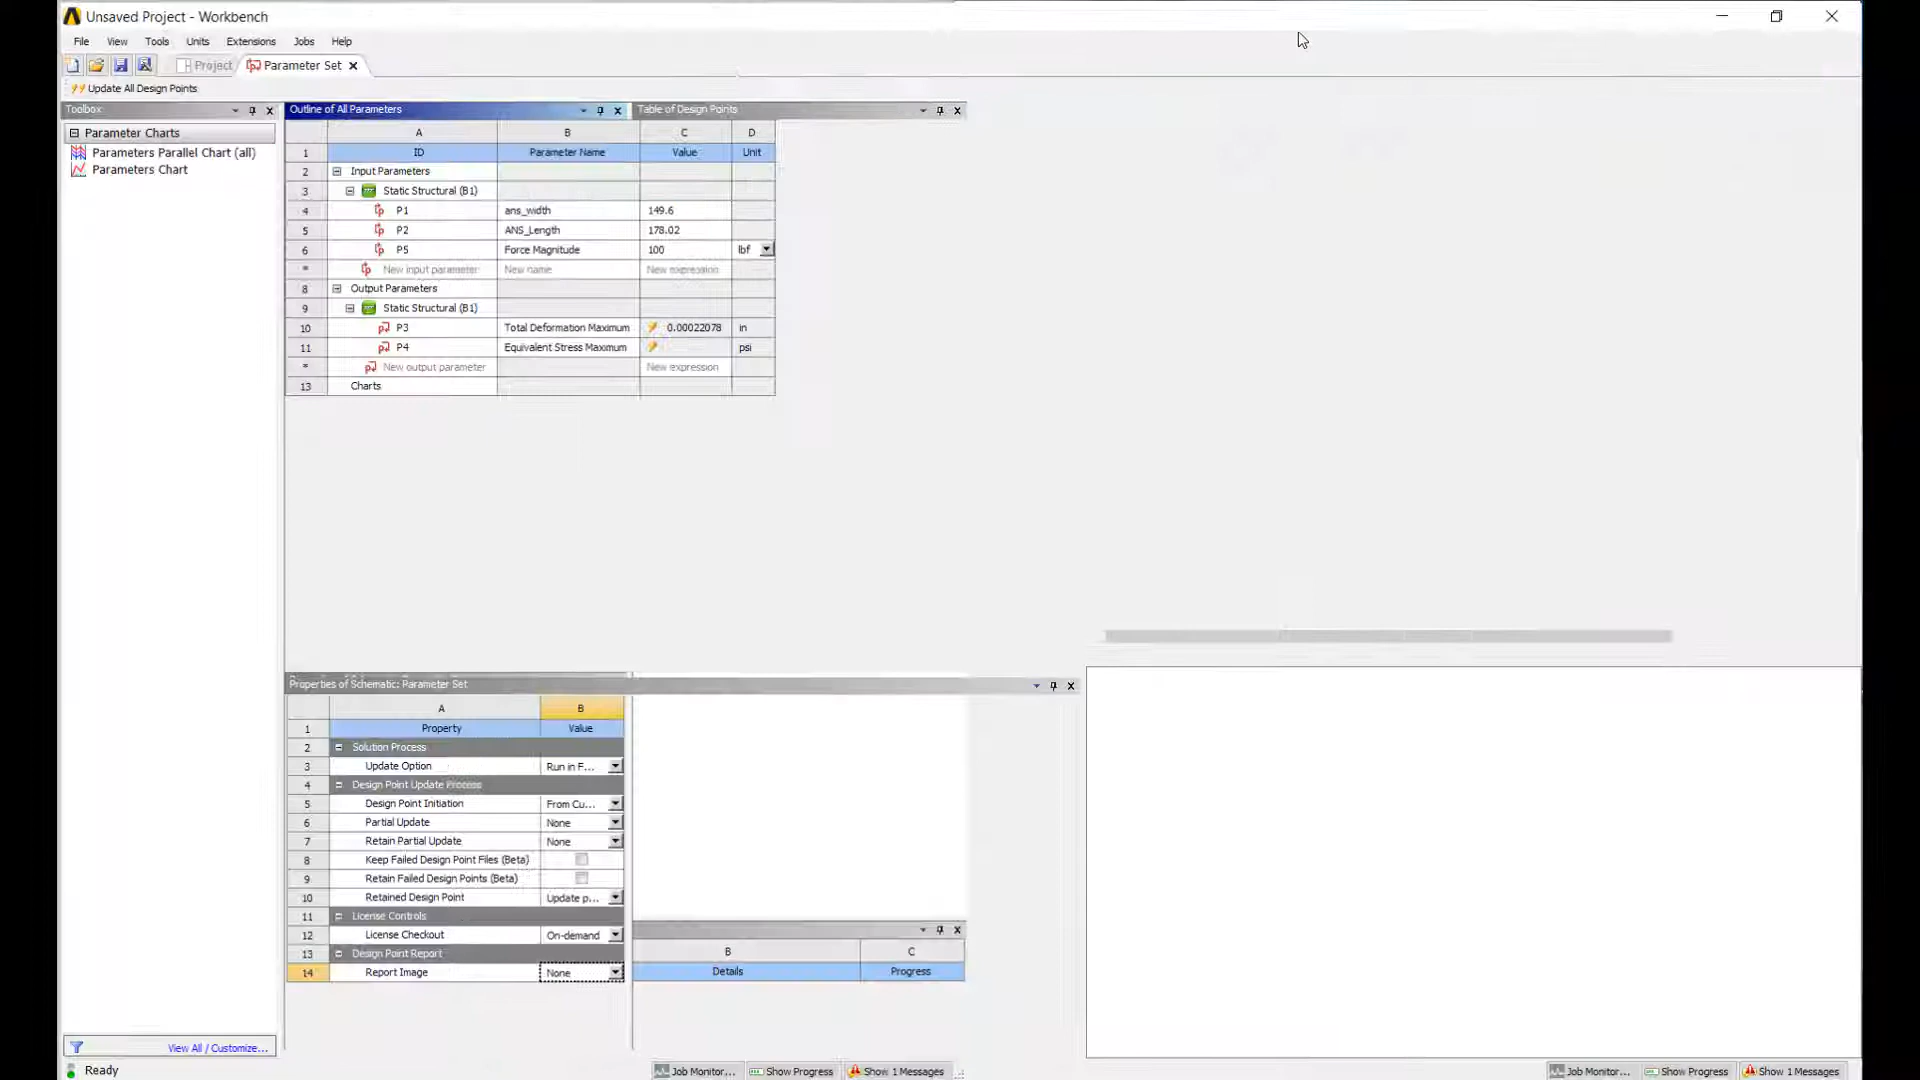 Unsaved Project - Workbench
File View Tools Units Extensions Jobs Help
Project Parameter Set
Update All Design Points
Toolbox
Parameter Charts
Parameters Parallel Chart (all)
Parameters Chart
View All / Customize...
Outline of All Parameters
A B C D
1 ID Parameter Name Value Unit
2 Input Parameters
3 Static Structural (B1)
4 P1 ans_width 149.6
5 P2 ANS_Length 178.02
6 P5 Force Magnitude 100 lbf
* New input parameter New name New expression
8 Output Parameters
9 Static Structural (B1)
10 P3 Total Deformation Maximum 0.00022078 in
11 P4 Equivalent Stress Maximum psi
* New output parameter New expression
13 Charts
Table of Design Points
Properties of Schematic: Parameter Set
A B
1 Property Value
2 Solution Process
3 Update Option Run in F...
4 Design Point Update Process
5 Design Point Initiation From Cu...
6 Partial Update None
7 Retain Partial Update None
8 Keep Failed Design Point Files (Beta)
9 Retain Failed Design Points (Beta)
10 Retained Design Point Update p...
11 License Controls
12 License Checkout On-demand
13 Design Point Report
14 Report Image None
B C
Details Progress
Ready
Job Monitor... Show Progress Show 1 Messages
Job Monitor... Show Progress Show 1 Messages